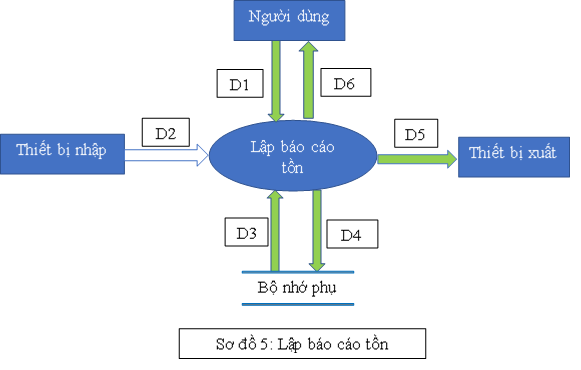 Người dùng
D1
D6
D2
D5
Thiết bị nhập
Lập báo cáo
tồn
Thiết bị xuất
D3
D4
Bộ nhớ phụ
Sơ đồ 5: Lập báo cáo tồn